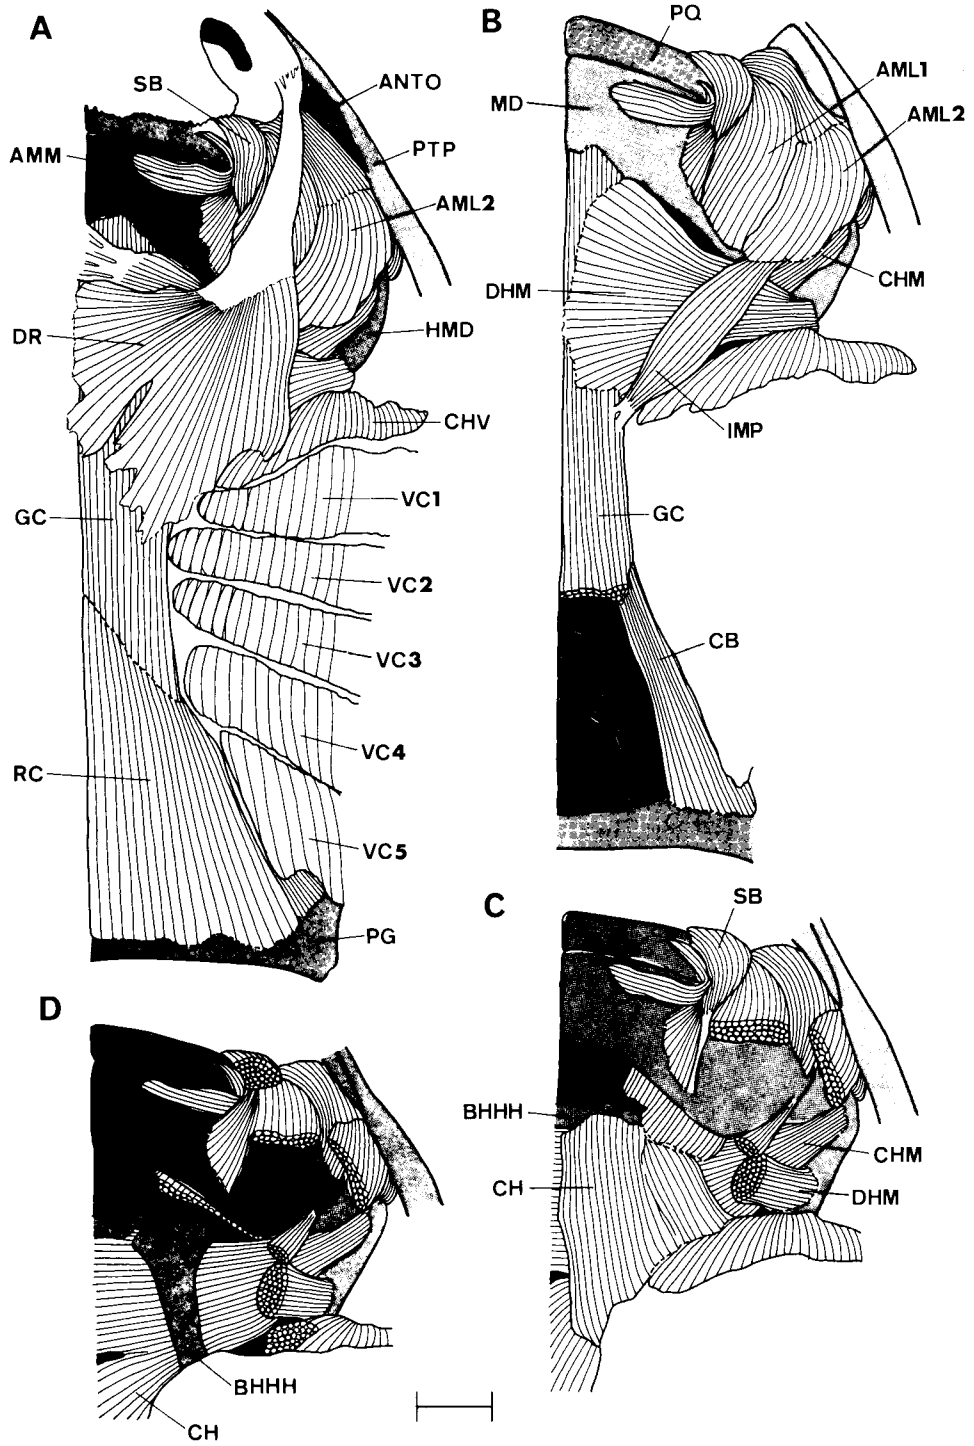 A
SB
ANTO
AMM
PTP
AML2
DR
HMD
CHV
GC
VC1
VC2
VC3
VC4
RC
VC5
PG
B
PQ
AML1
MD
AML2
CHM
DHM
IMP
GC
CB
C
SB
BHHH
CHM
CH
DHM
D
BHHH
CH